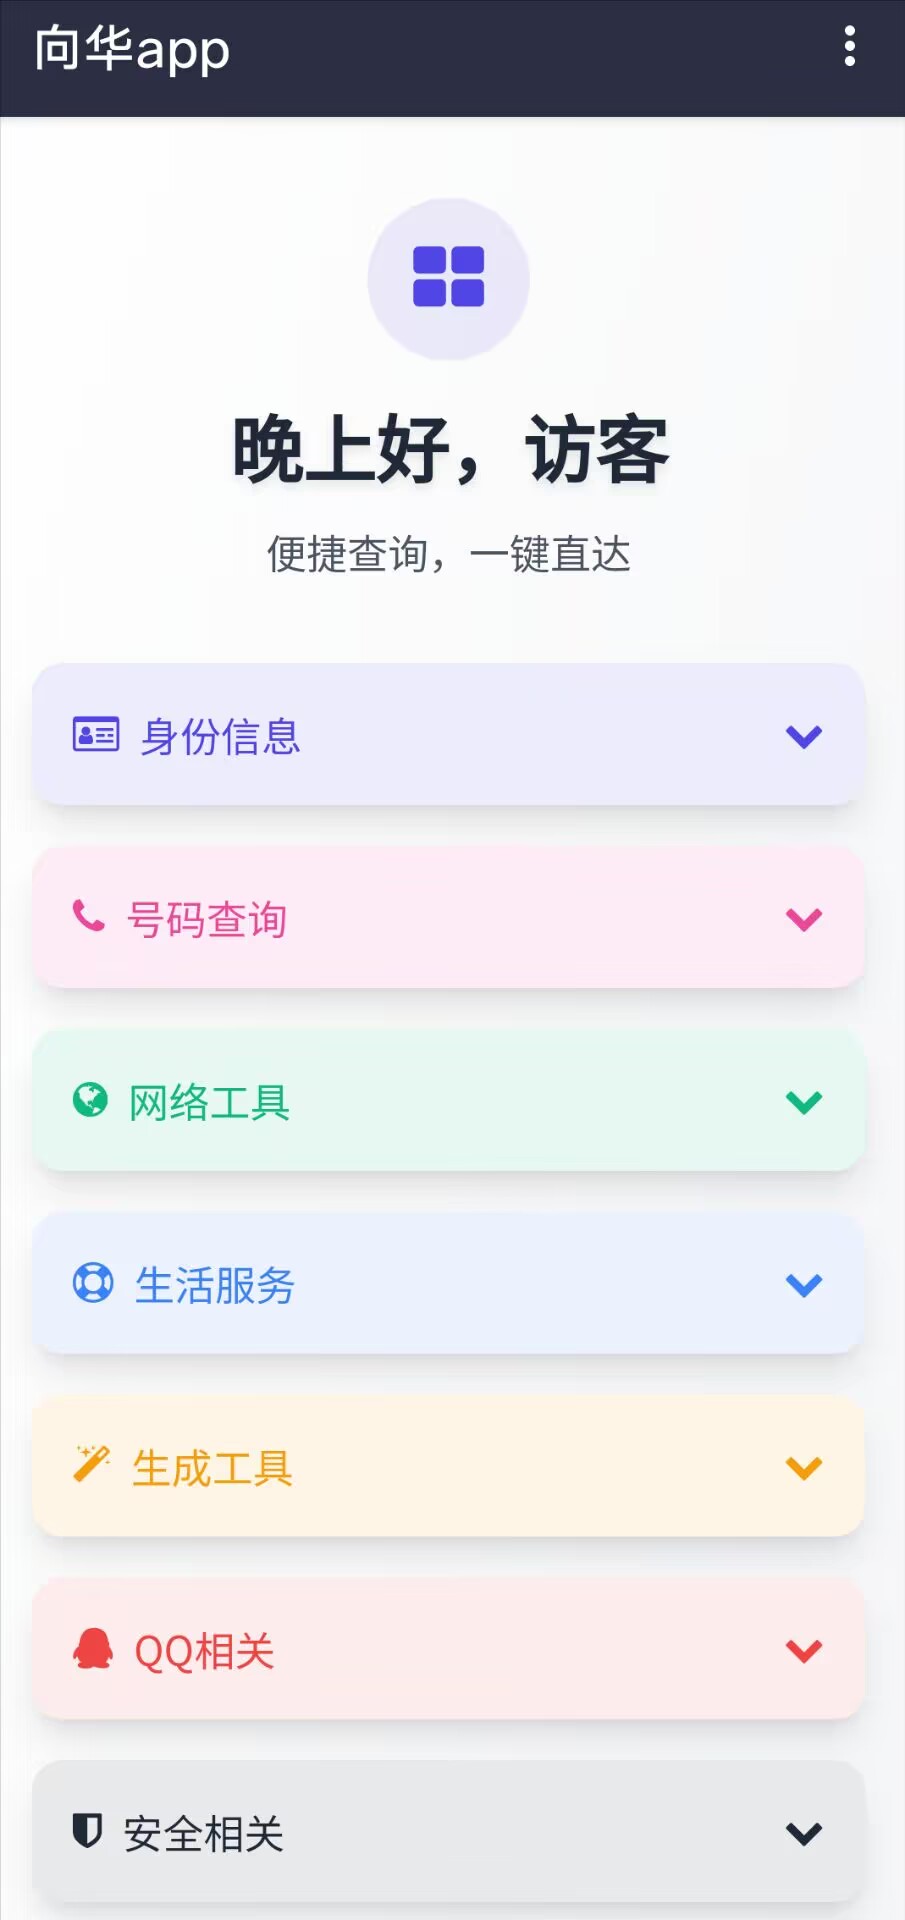 向华app
晚上好，访客
便捷查询，一键直达
身份信息
号码查询
网络工具
生活服务
生成工具
QQ相关
安全相关